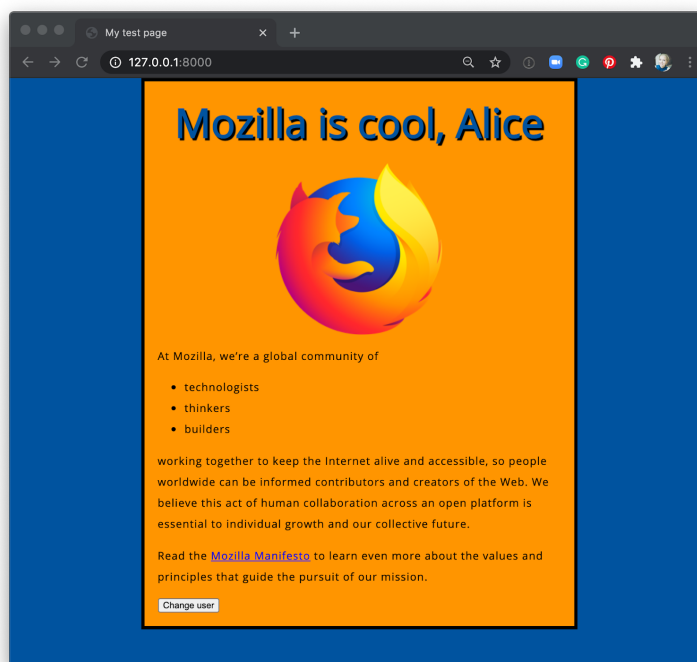 My test page
127.0.0.1:8000
Mozilla is cool, Alice
At Mozilla, we're a global community of
technologists
thinkers
builders
working together to keep the Internet alive and accessible, so people
worldwide can be informed contributors and creators of the Web. We
believe this act of human collaboration across an open platform is
essential to individual growth and our collective future.
Read the Mozilla Manifesto to learn even more about the values and
principles that guide the pursuit of our mission.
Change user